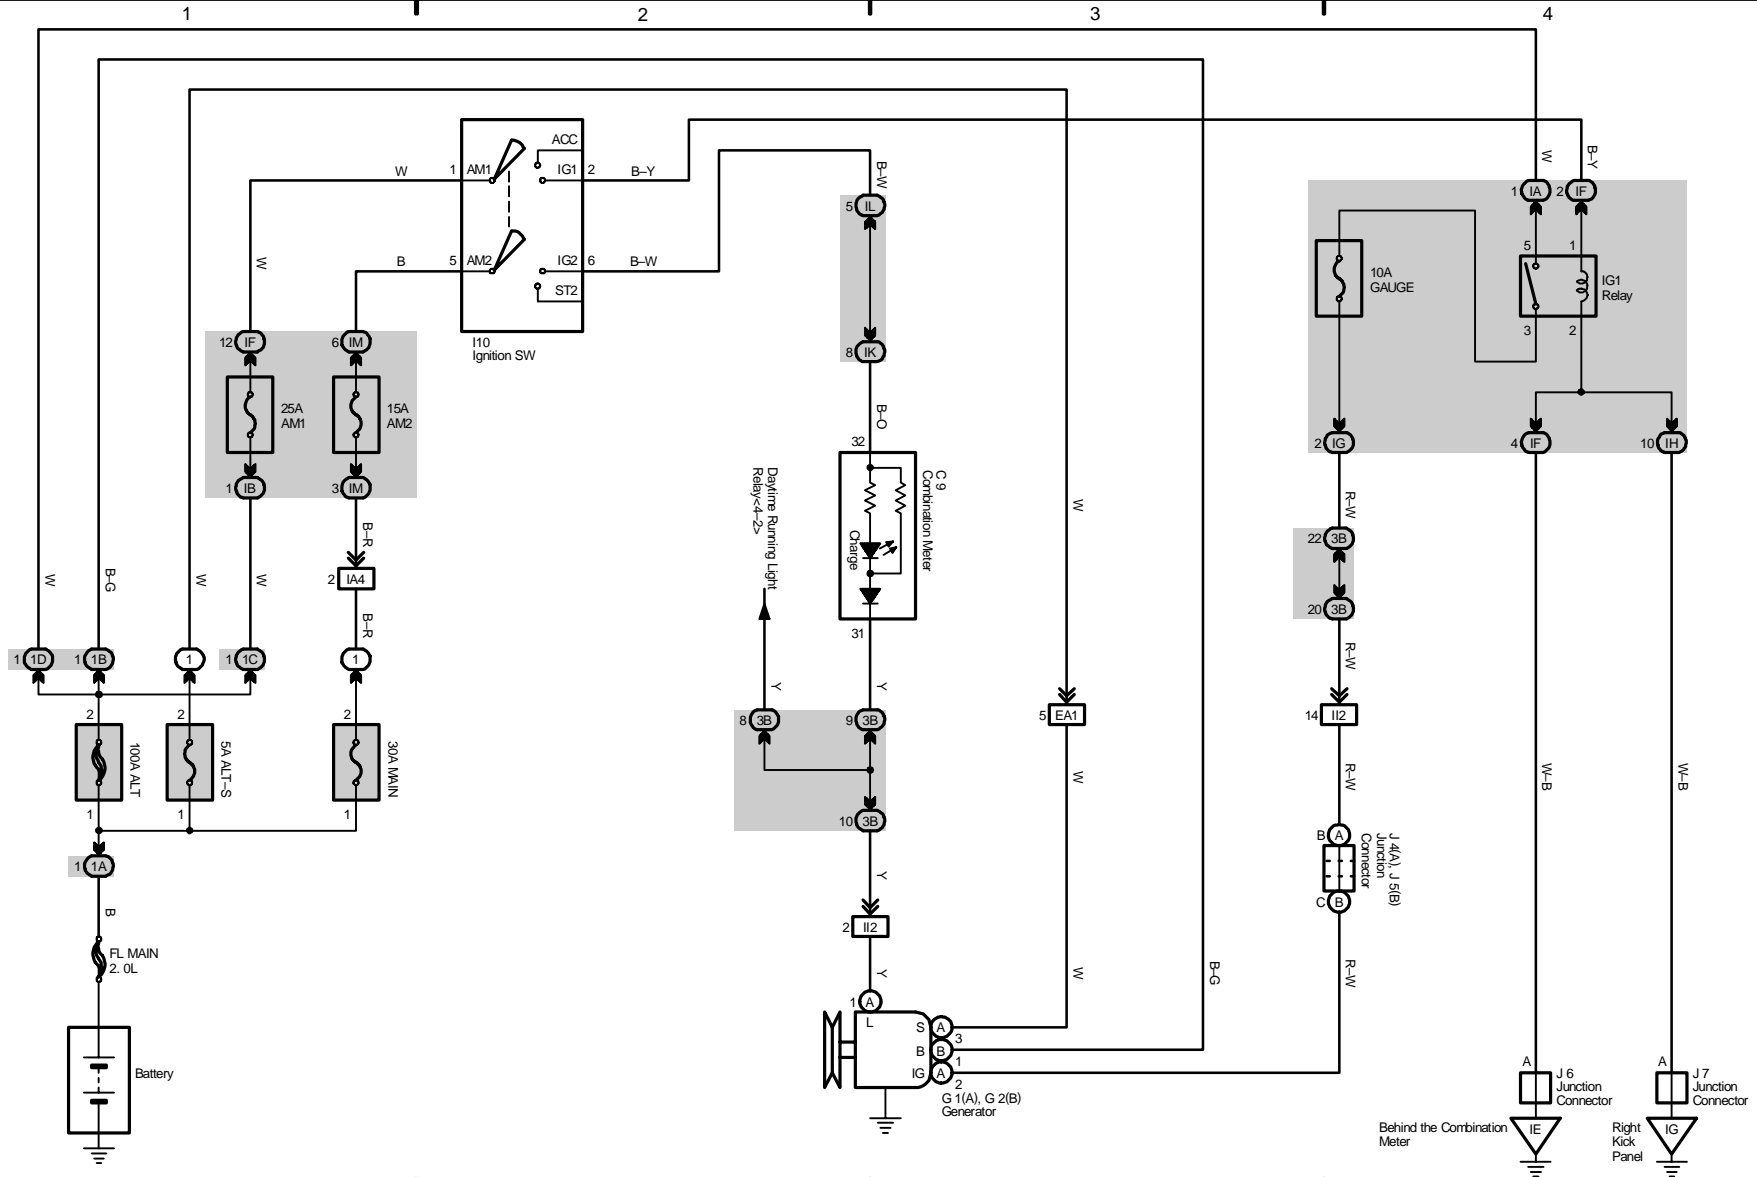 1 2 3 4
ACC
W 1 AM1 IG1 2 B–Y
B 5 AM2 IG2 6 B–W
ST2
I10
Ignition SW
W
12 IF 6 IM
25A
AM1
15A
AM2
1 IB 3 IM
B–R
2 IA4
B–R
W B–G W W
1 1D 1 1B 1 1 1C 1
2 2 2
100A ALT
5A ALT–S
30A MAIN
1 1 1
1 1A
B
FL MAIN
2. 0L
Battery
B–W
5 IL
8 IK
B–O
32
C 9
Combination Meter
Charge
31
Daytime Running Light
Relay<4–2>
Y Y
8 3B 9 3B
10 3B
Y
2 II2
Y
1 A
L
S A 3
B B 1
IG A 2
G 1(A), G 2(B)
Generator
W
5 EA1
W
W
B–G
W B–Y
1 IA 2 IF
5 1
10A
GAUGE
IG1
Relay
3 2
2 IG 4 IF 10 IH
R–W
22 3B
20 3B
R–W
14 II2
R–W
B A
J 4(A), J 5(B)
Junction
Connector
C B
R–W
W–B W–B
A A
J 6
Junction
Connector
J 7
Junction
Connector
Behind the Combination
Meter
IE
Right
Kick
Panel
IG